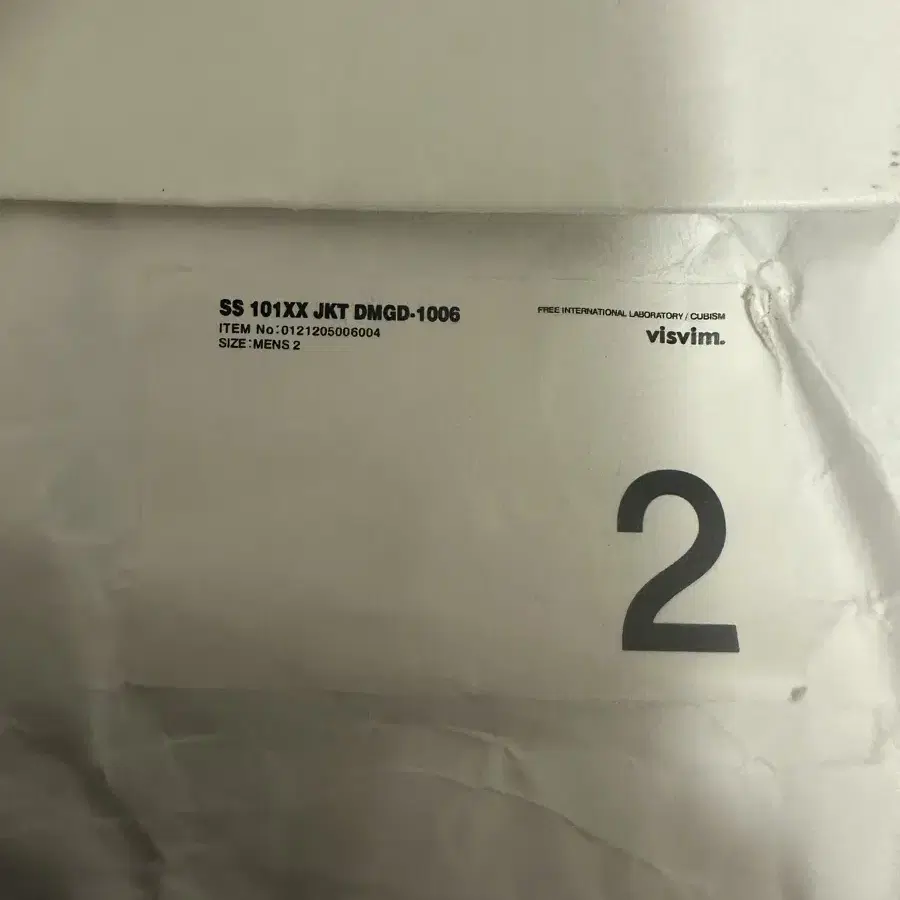 SS 101XX JKT DMGD-1006
ITEM No:0121205006004
SIZE:MENS 2
FREE INTERNATIONAL LABORATORY / CUBISM
visvim.
2